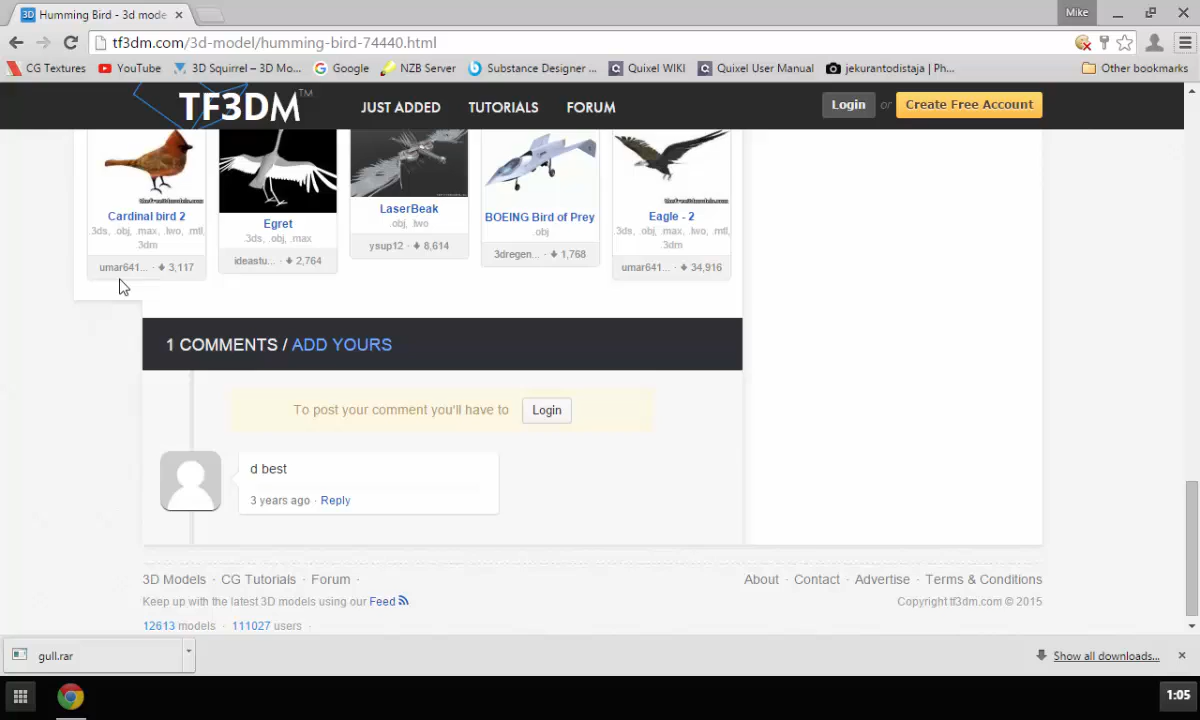 Humming Bird - 3d mode
Mike
tf3dm.com/3d-model/humming-bird-74440.html
CG Textures
YouTube
3D Squirrel – 3D Mo...
Google
NZB Server
Substance Designer ...
Quixel WIKI
Quixel User Manual
jekurantodistaja | Ph...
Other bookmarks
TF3DM™
JUST ADDED
TUTORIALS
FORUM
Login
or
Create Free Account
Cardinal bird 2
.3ds, .obj, .max, .lwo, .mtl,
.3dm
umar641... · 3,117
Egret
.3ds, .obj, .max
ideastu... · 2,764
LaserBeak
.obj, .lwo
ysup12 · 8,614
BOEING Bird of Prey
.obj
3dregen... · 1,768
Eagle - 2
.3ds, .obj, .max, .lwo, .mtl,
.3dm
umar641... · 34,916
1 COMMENTS / ADD YOURS
To post your comment you'll have to
Login
d best
3 years ago · Reply
3D Models · CG Tutorials · Forum ·
About · Contact · Advertise · Terms & Conditions
Keep up with the latest 3D models using our Feed
Copyright tf3dm.com © 2015
12613 models · 111027 users ·
gull.rar
Show all downloads...
1:05